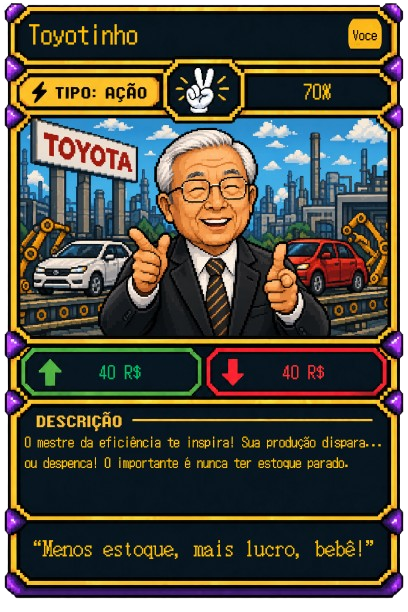 Toyotinho
Voce
TIPO: AÇÃO
70%
TOYOTA
40 R$
40 R$
DESCRIÇÃO
O mestre da eficiência te inspira! Sua produção dispara...
ou despenca! O importante é nunca ter estoque parado.
“Menos estoque, mais lucro, bebê!”